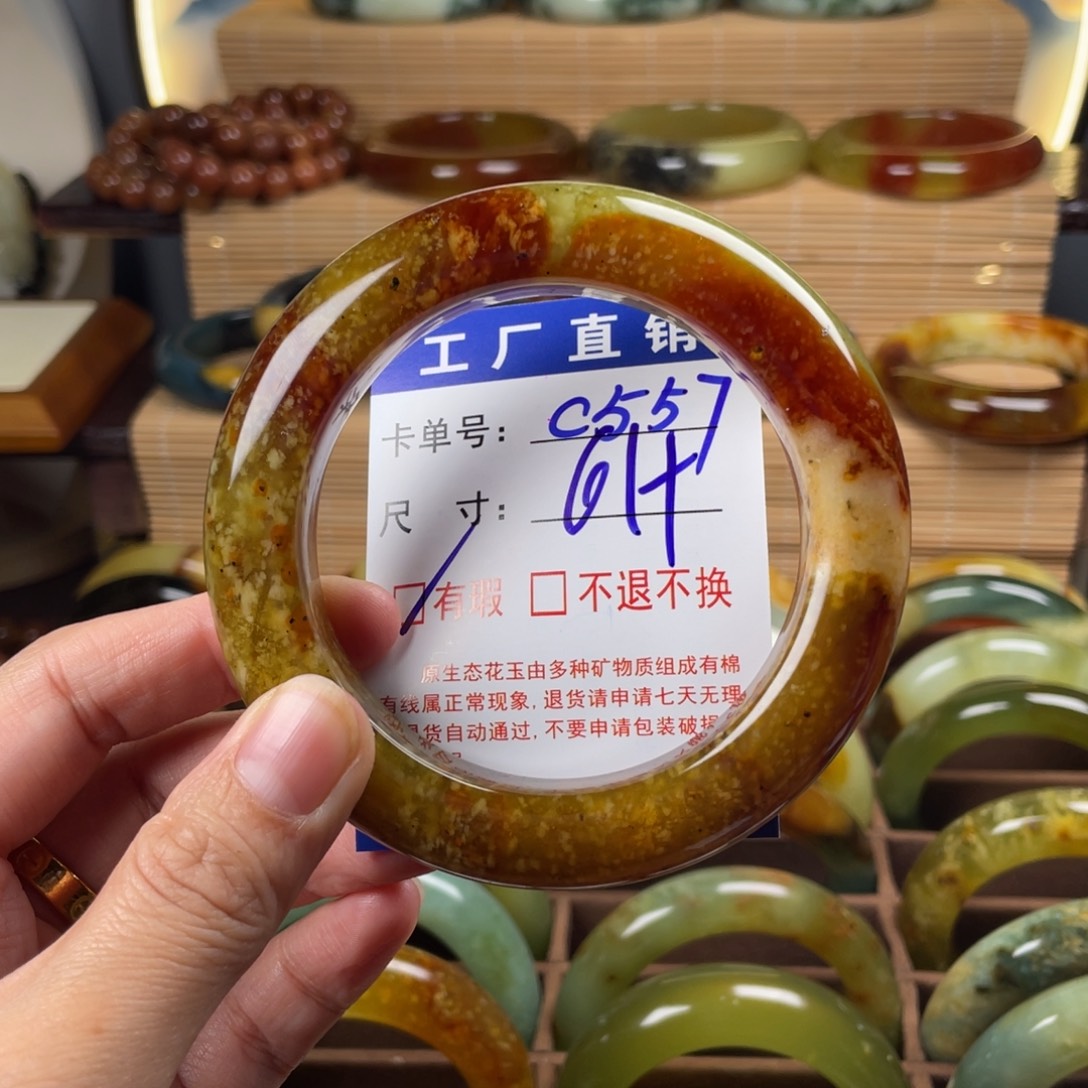 工厂直销
卡单号: C557
尺 寸: 614
有瑕 不退不换
原生态花玉由多种矿物质组成有棉
有线属正常现象, 退货请申请七天无理
退货自动通过, 不要申请包装破损